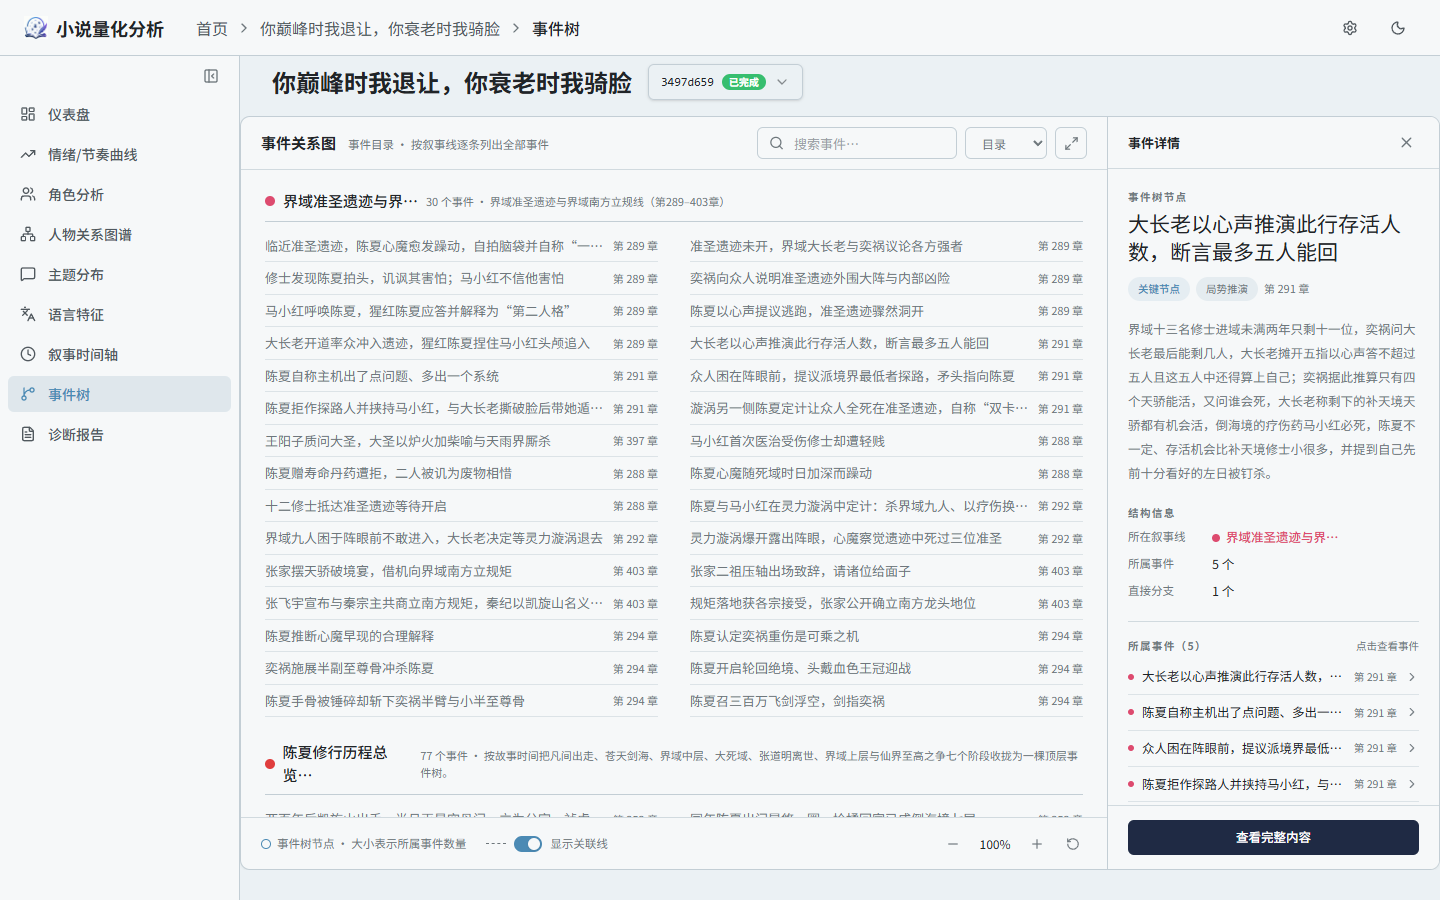 小说量化分析
首页 > 你巅峰时我退让，你衰老时我骑脸 > 事件树
仪表盘
情绪/节奏曲线
角色分析
人物关系图谱
主题分布
语言特征
叙事时间轴
事件树
诊断报告
你巅峰时我退让，你衰老时我骑脸
3497d659 已完成
事件关系图 事件目录 · 按叙事线逐条列出全部事件
搜索事件…
目录
界域准圣遗迹与界… 30 个事件 · 界域准圣遗迹与界域南方立规线（第289–403章）
临近准圣遗迹，陈夏心魔愈发躁动，自拍脑袋并自称“一… 第 289 章
准圣遗迹未开，界域大长老与奕祸议论各方强者 第 289 章
修士发现陈夏拍头，讥讽其害怕；马小红不信他害怕 第 289 章
奕祸向众人说明准圣遗迹外围大阵与内部凶险 第 289 章
马小红呼唤陈夏，猩红陈夏应答并解释为“第二人格” 第 289 章
陈夏以心声提议逃跑，准圣遗迹骤然洞开 第 289 章
大长老开道率众冲入遗迹，猩红陈夏捏住马小红头颅追入 第 289 章
大长老以心声推演此行存活人数，断言最多五人能回 第 291 章
陈夏自称主机出了点问题、多出一个系统 第 291 章
众人困在阵眼前，提议派境界最低者探路，矛头指向陈夏 第 291 章
陈夏拒作探路人并挟持马小红，与大长老撕破脸后带她遁… 第 291 章
漩涡另一侧陈夏定计让众人全死在准圣遗迹，自称“双卡… 第 291 章
王阳子质问大圣，大圣以炉火加柴喻与天雨界厮杀 第 397 章
马小红首次医治受伤修士却遭轻贱 第 288 章
陈夏赠寿命丹药遭拒，二人被讥为废物相惜 第 288 章
陈夏心魔随死域时日加深而躁动 第 288 章
十二修士抵达准圣遗迹等待开启 第 288 章
陈夏与马小红在灵力漩涡中定计：杀界域九人、以疗伤换… 第 292 章
界域九人困于阵眼前不敢进入，大长老决定等灵力漩涡退去 第 292 章
灵力漩涡爆开露出阵眼，心魔察觉遗迹中死过三位准圣 第 292 章
张家摆天骄破境宴，借机向界域南方立规矩 第 403 章
张家二祖压轴出场致辞，请诸位给面子 第 403 章
张飞宇宣布与秦宗主共商立南方规矩，秦纪以凯旋山名义… 第 403 章
规矩落地获各宗接受，张家公开确立南方龙头地位 第 403 章
陈夏推断心魔早现的合理解释 第 294 章
陈夏认定奕祸重伤是可乘之机 第 294 章
奕祸施展半副至尊骨冲杀陈夏 第 294 章
陈夏开启轮回绝境、头戴血色王冠迎战 第 294 章
陈夏手骨被锤碎却斩下奕祸半臂与小半至尊骨 第 294 章
陈夏召三百万飞剑浮空，剑指奕祸 第 294 章
陈夏修行历程总
览…
77 个事件 · 按故事时间把凡间出走、苍天剑海、界域中层、大死域、张道明离世、界域上层与仙界至高之争七个阶段收拢为一棵顶层事
件树。
事件树节点 · 大小表示所属事件数量
显示关联线
100%
事件详情
事件树节点
大长老以心声推演此行存活人
数，断言最多五人能回
关键节点 局势推演 第 291 章
界域十三名修士进域未满两年只剩十一位，奕祸问大
长老最后能剩几人，大长老摊开五指以心声答不超过
五人且这五人中还得算上自己；奕祸据此推算只有四
个天骄能活，又问谁会死，大长老称剩下的补天境天
骄都有机会活，倒海境的疗伤药马小红必死，陈夏不
一定、存活机会比补天境修士小很多，并提到自己先
前十分看好的左日被钉杀。
结构信息
所在叙事线 界域准圣遗迹与界…
所属事件 5 个
直接分支 1 个
所属事件（5） 点击查看事件
大长老以心声推演此行存活人数，… 第 291 章
陈夏自称主机出了点问题、多出一… 第 291 章
众人困在阵眼前，提议派境界最低… 第 291 章
陈夏拒作探路人并挟持马小红，与… 第 291 章
查看完整内容